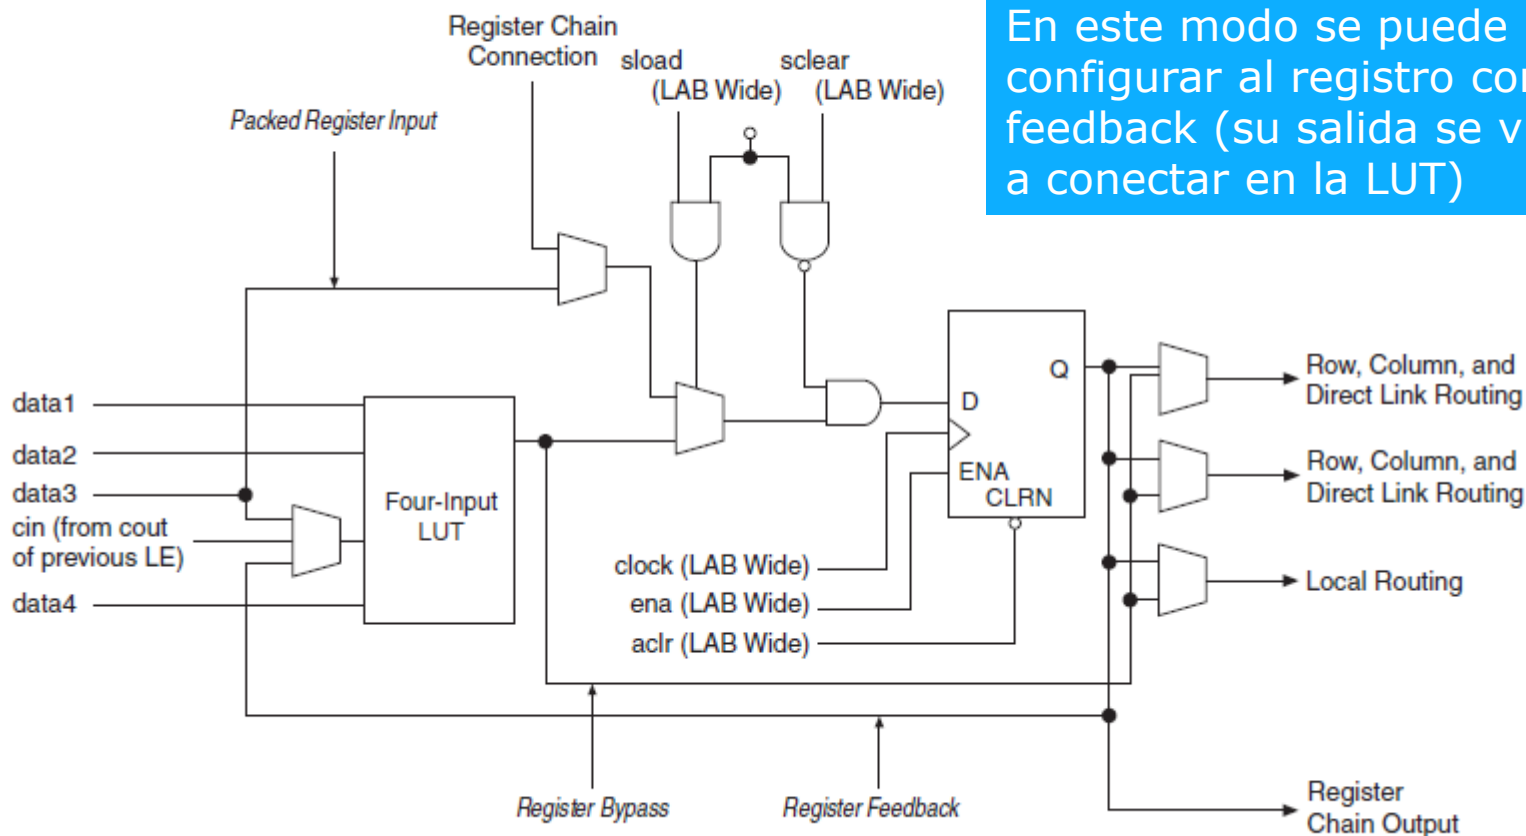 Register Chain
Connection
sload
(LAB Wide)
sclear
(LAB Wide)
En este modo se puede
configurar al registro
feedback (su salida se
a conectar en la LUT)
Packed Register Input
data1
data2
data3
cin (from cout
of previous LE)
data4
Four-Input
LUT
D
Q
ENA
CLRN
clock (LAB Wide)
ena (LAB Wide)
aclr (LAB Wide)
Row, Column, and
Direct Link Routing
Row, Column, and
Direct Link Routing
Local Routing
Register Bypass
Register Feedback
Register
Chain Output